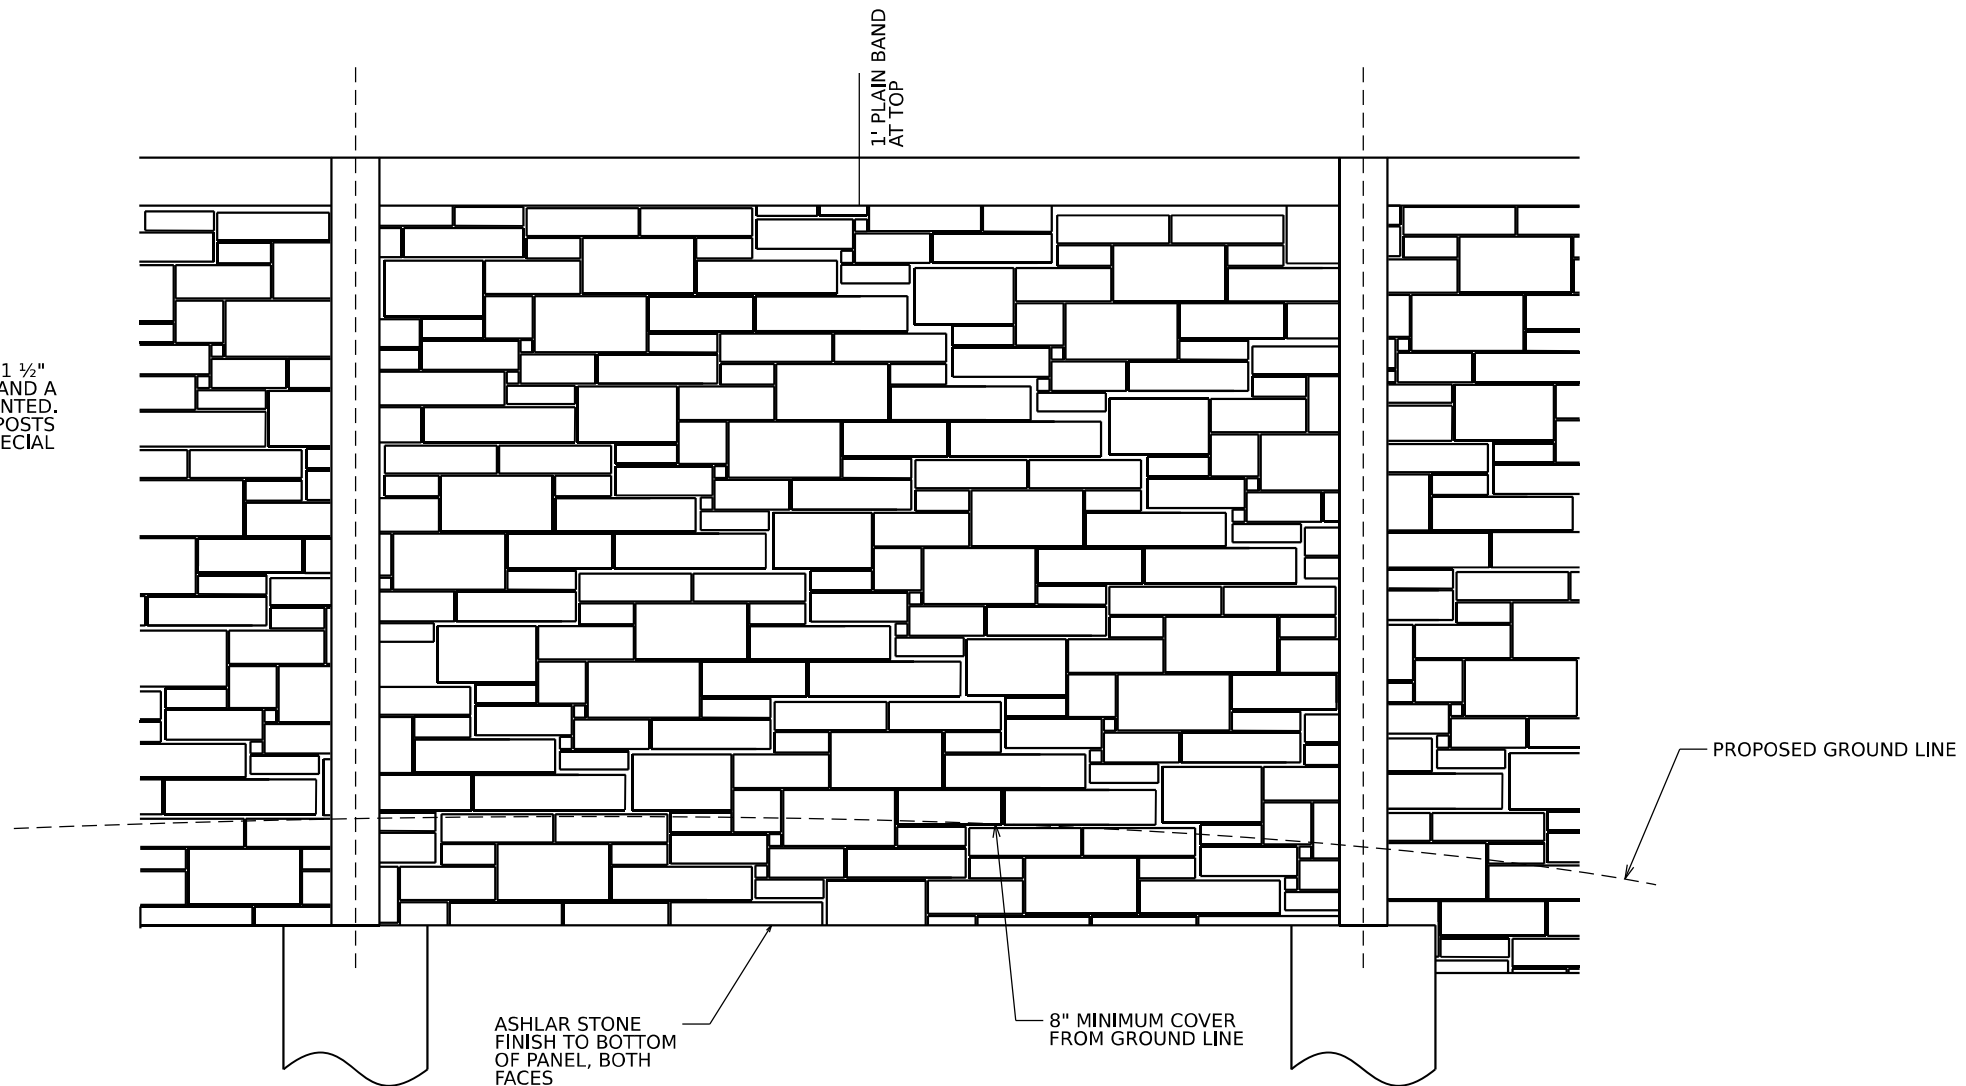 1' PLAIN BAND
AT TOP
1 ½"
AND A
NTED.
POSTS
ECIAL
PROPOSED GROUND LINE
ASHLAR STONE
FINISH TO BOTTOM
OF PANEL, BOTH
FACES
8" MINIMUM COVER
FROM GROUND LINE